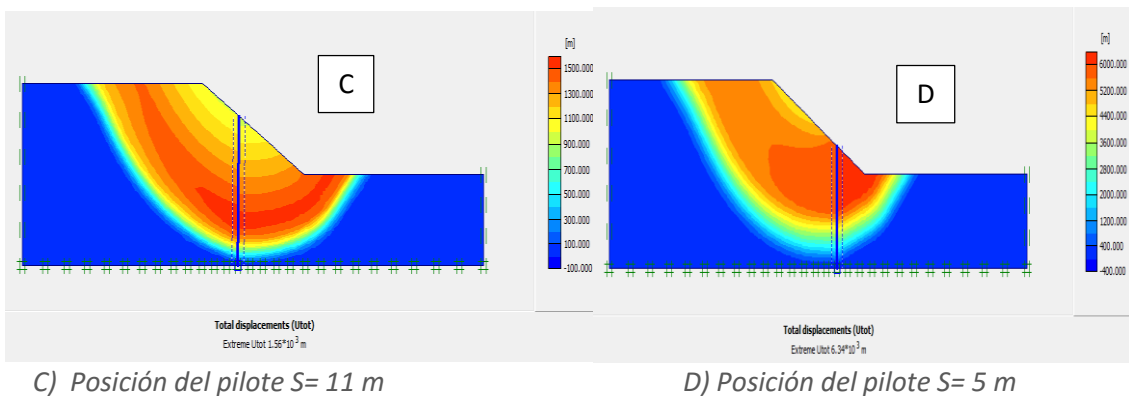 C
[m]
1500.000
1300.000
1100.000
900.000
700.000
500.000
300.000
100.000
-100.000
Total displacements (Utot)
Extreme Utot 1.56*10³ m
D
[m]
6000.000
5200.000
4400.000
3600.000
2800.000
2000.000
1200.000
400.000
-400.000
Total displacements (Utot)
Extreme Utot 6.34*10³ m
C) Posición del pilote S= 11 m
D) Posición del pilote S= 5 m